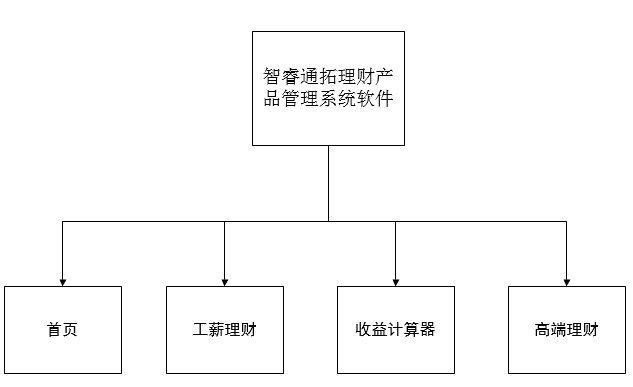 智睿通拓理财产
品管理系统软件
首页
工薪理财
收益计算器
高端理财